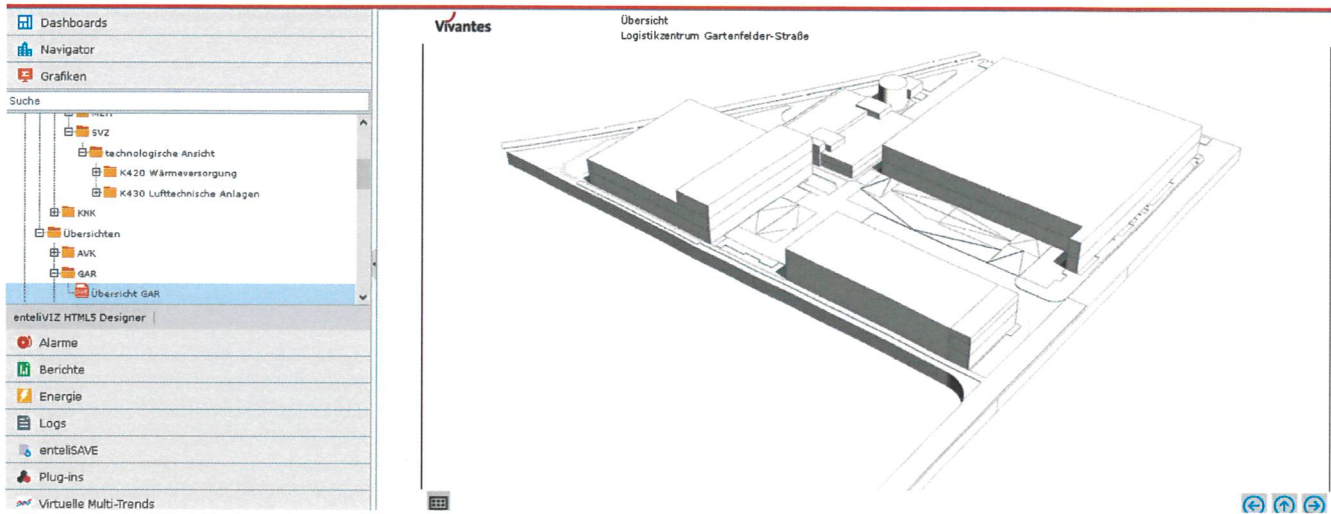 Dashboards
Navigator
Grafiken
Suche
SVZ
technologische Ansicht
K420 Wärmeversorgung
K430 Lufttechnische Anlagen
KNK
Übersichten
AVK
GAR
Übersicht GAR
enteliVIZ HTML5 Designer
Alarme
Berichte
Energie
Logs
enteliSAVE
Plug-ins
Virtuelle Multi-Trends
Vivantes
Übersicht
Logistikzentrum Gartenfelder-Straße